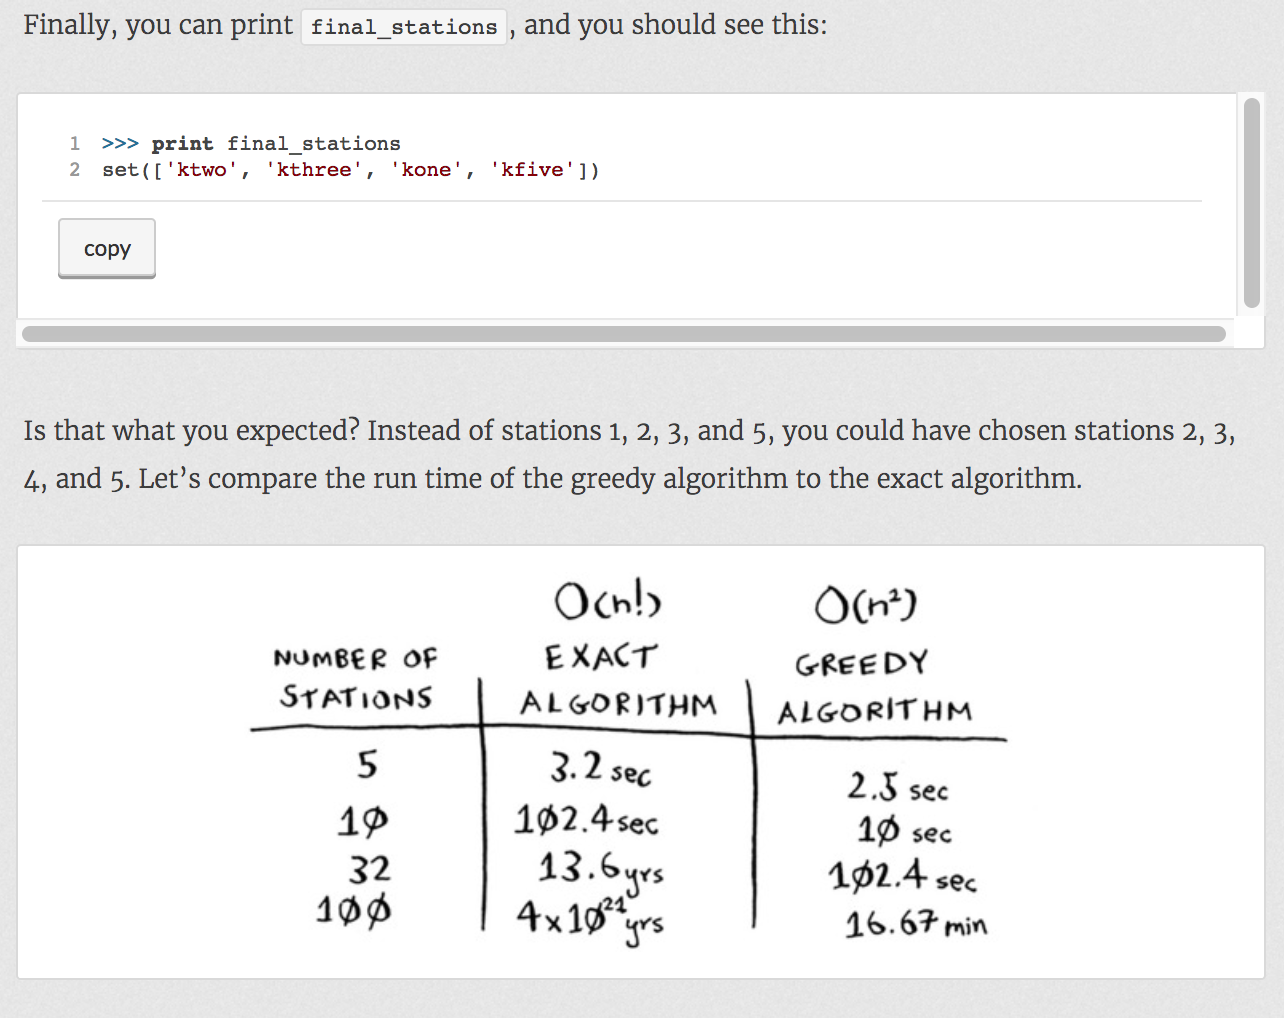 Finally, you can print final_stations, and you should see this:
1 >>> print final_stations
2 set(['ktwo', 'kthree', 'kone', 'kfive'])
copy
Is that what you expected? Instead of stations 1, 2, 3, and 5, you could have chosen stations 2, 3,
4, and 5. Let’s compare the run time of the greedy algorithm to the exact algorithm.
O(n!) O(n²)
NUMBER OF EXACT GREEDY
STATIONS ALGORITHM ALGORITHM
5 3.2 sec 2.5 sec
10 102.4 sec 10 sec
32 13.6 yrs 102.4 sec
100 4x10²¹ yrs 16.67 min